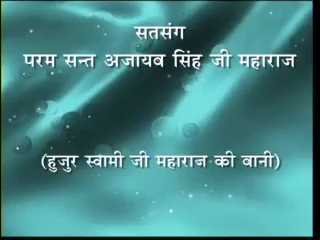 सतसंग
परम सन्त अजायब सिंह जी महाराज
(हुजुर स्वामी जी महाराज की बानी)